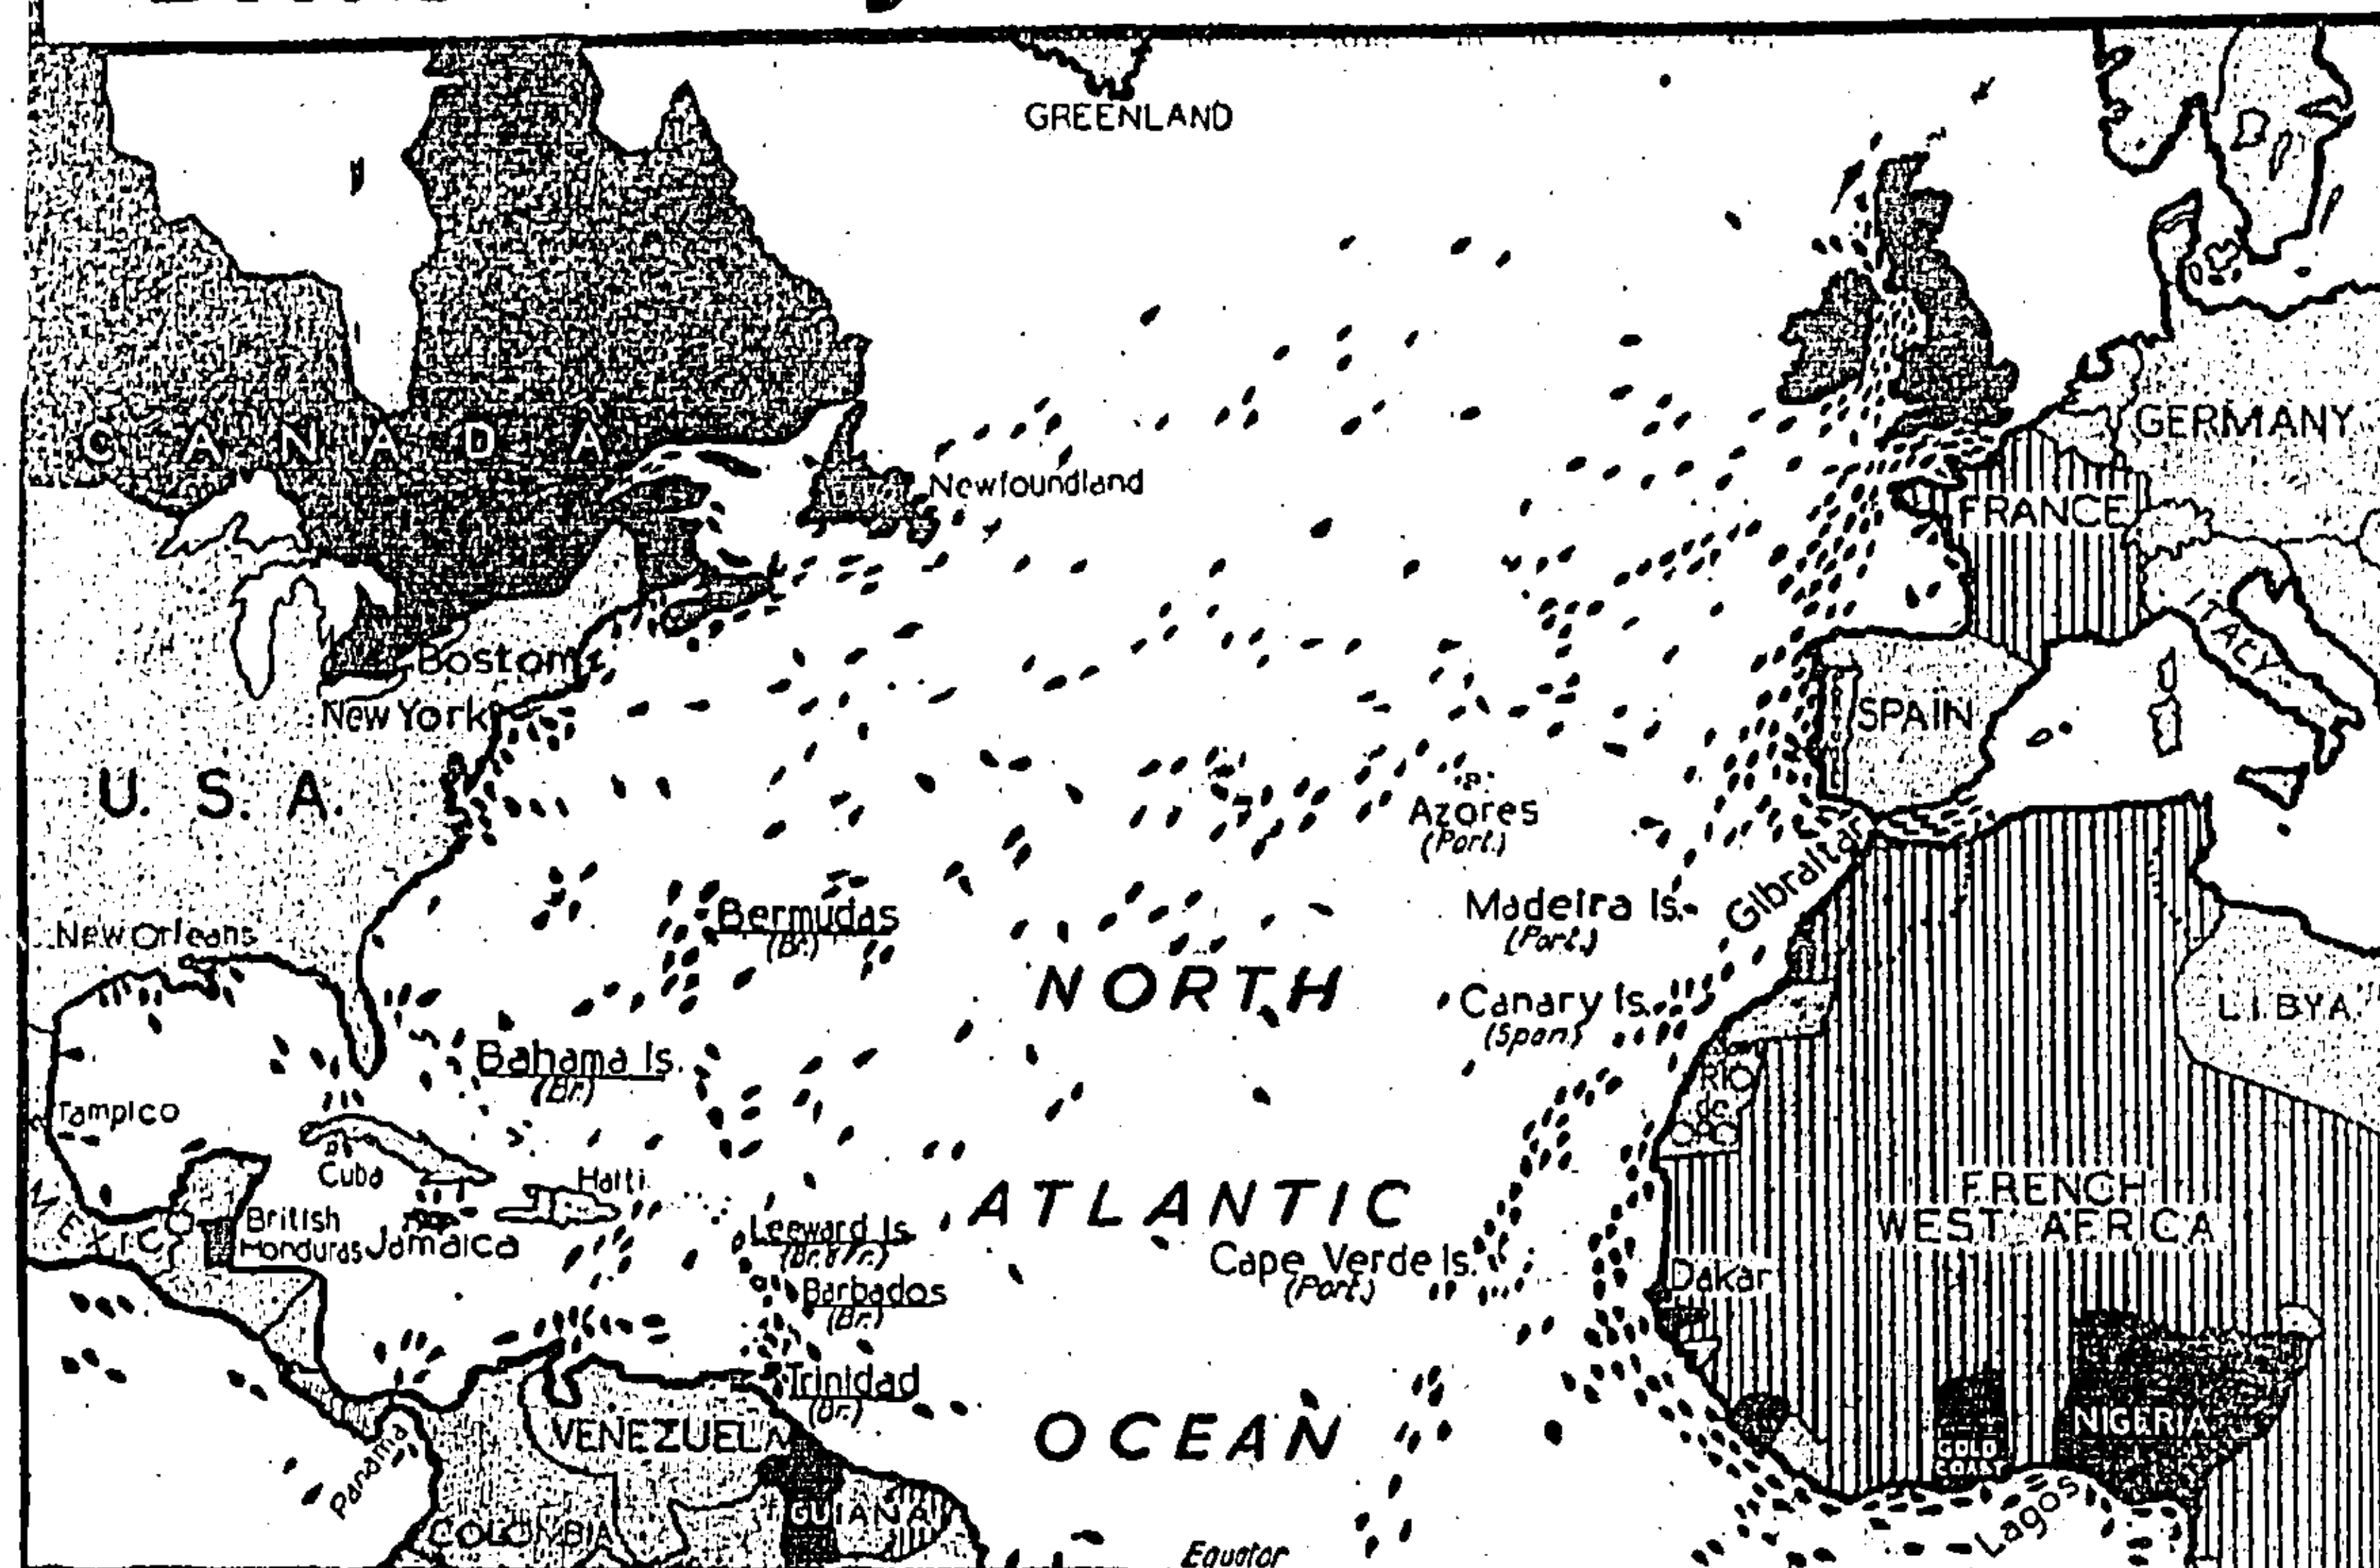 GREENLAND
CANADA
Newfoundland
GERMANY
FRANCE
ITALY
Boston
New York
SPAIN
U. S. A.
Azores
(Port.)
Gibraltar
Bermudas
(Br.)
Madeira Is.
(Port.)
New Orleans
NORTH
Canary Is.
(Span)
LIBYA
Bahama Is.
(Br.)
RIO
DE
ORO
Tampico
Cuba
Haiti
ATLANTIC
FRENCH
WEST AFRICA
MEXICO
British
Honduras
Jamaica
Leeward Is.
(Br. & Fr.)
Cape Verde Is.
(Port.)
Dakar
Barbados
(Br.)
Trinidad
(Br.)
VENEZUELA
OCEAN
NIGERIA
GOLD
COAST
Panama
COLOMBIA
GUIANA
Lagos
Equator